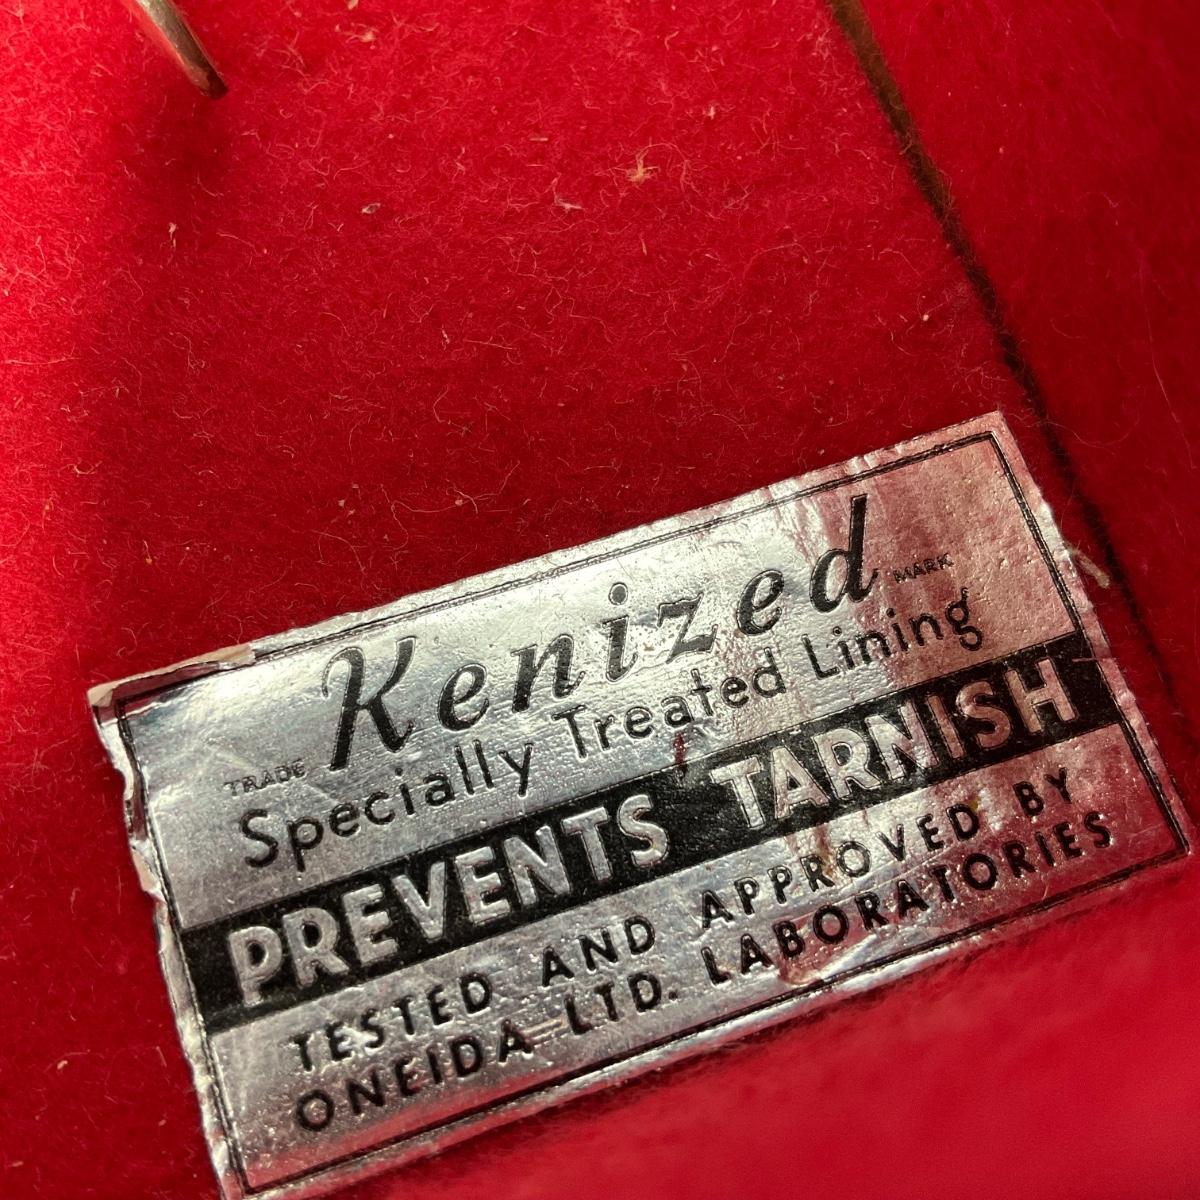 Kenized
TRADE MARK
Specially Treated Lining
PREVENTS TARNISH
TESTED AND APPROVED BY
ONEIDA LTD. LABORATORIES